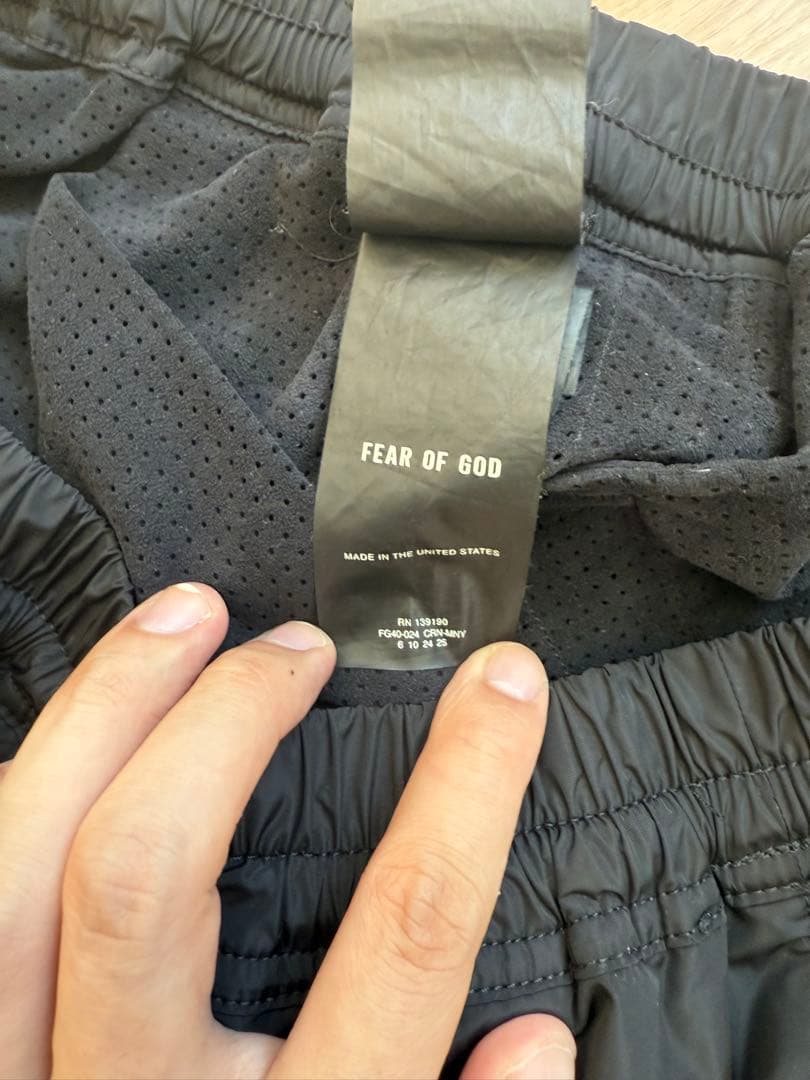 FEAR OF GOD
MADE IN THE UNITED STATES
RN 139190
FG40-024 CRN-MNY
6 10 24 25